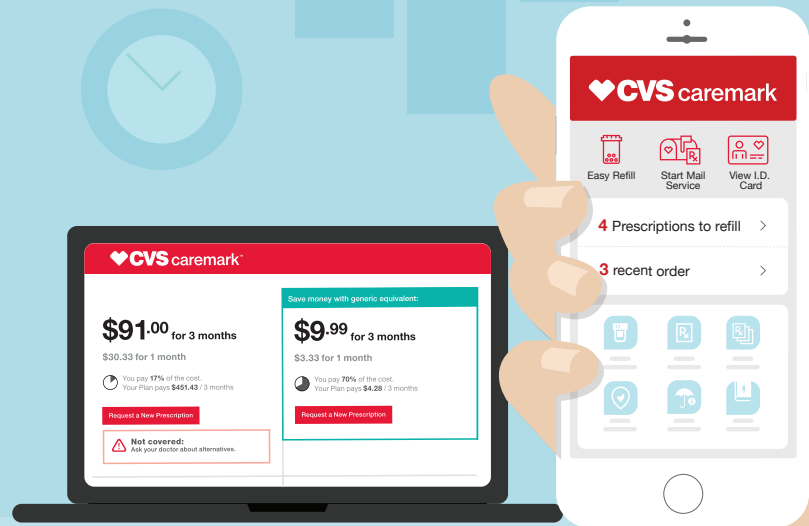 CVS caremark
Easy Refill
Start Mail Service
View I.D. Card
4 Prescriptions to refill
3 recent order
CVS caremark™
$91.00 for 3 months
$30.33 for 1 month
You pay 17% of the cost.
Your Plan pays $451.43 / 3 months
Request a New Prescription
Not covered:
Ask your doctor about alternatives.
Save money with generic equivalent:
$9.99 for 3 months
$3.33 for 1 month
You pay 70% of the cost.
Your Plan pays $4.28 / 3 months
Request a New Prescription